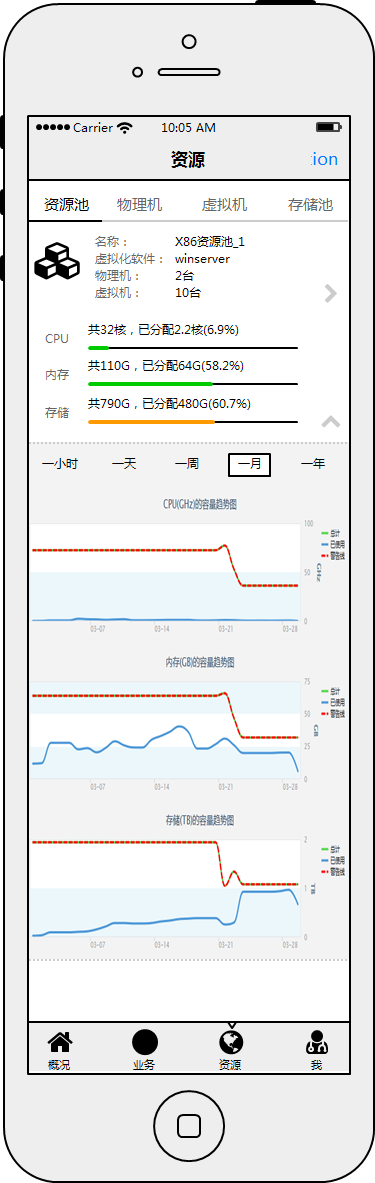 Carrier 10:05 AM
资源 tion
资源池 物理机 虚拟机 存储池
名称： X86资源池_1
虚拟化软件： winserver
物理机： 2台
虚拟机： 10台
CPU 共32核，已分配2.2核(6.9%)
内存 共110G，已分配64G(58.2%)
存储 共790G，已分配480G(60.7%)
一小时 一天 一周 一月 一年
CPU(GHz)的容量趋势图
100
50
0
GHz
总计
已使用
警告线
03-07 03-14 03-21 03-28
内存(GB)的容量趋势图
75
50
25
0
GB
总计
已使用
警告线
03-07 03-14 03-21 03-28
存储(TB)的容量趋势图
2
1
0
TB
总计
已使用
警告线
03-07 03-14 03-21 03-28
概况 业务 资源 我